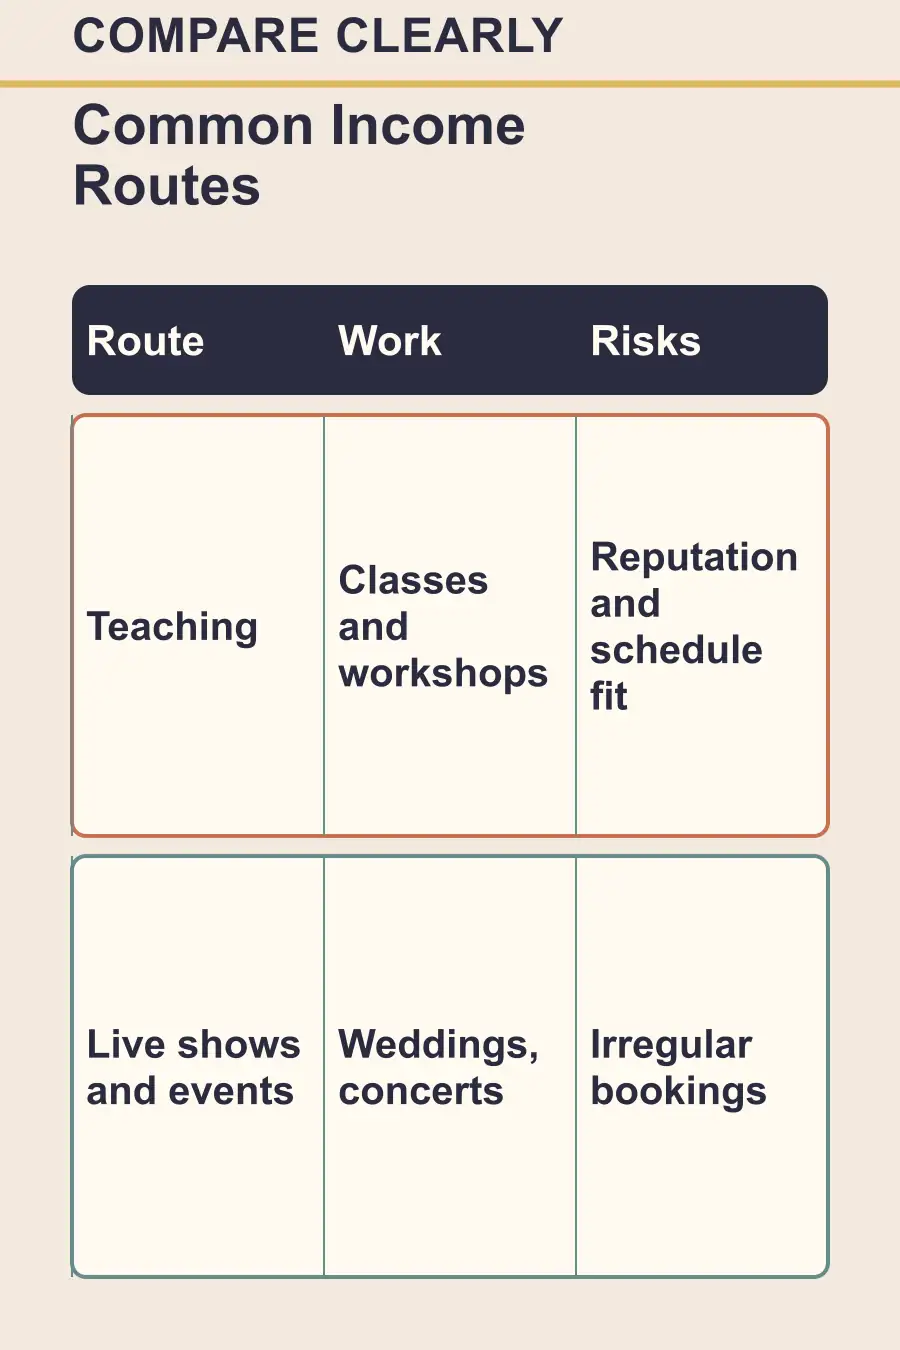 COMPARE CLEARLY
Common Income
Routes
Route Work Risks
Teaching
Classes
and
workshops
Reputation
and
schedule
fit
Live shows
and events
Weddings,
concerts
Irregular
bookings